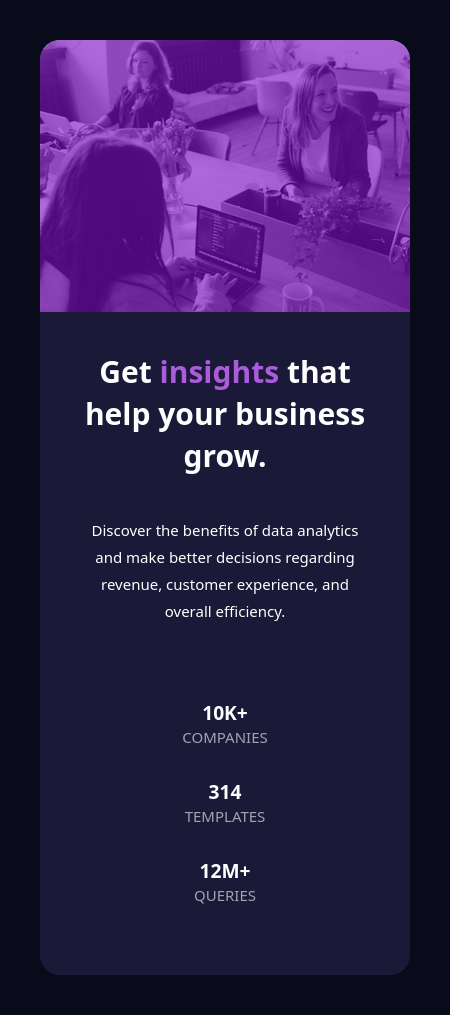 Get insights that
help your business
grow.
Discover the benefits of data analytics
and make better decisions regarding
revenue, customer experience, and
overall efficiency.
10K+
COMPANIES
314
TEMPLATES
12M+
QUERIES